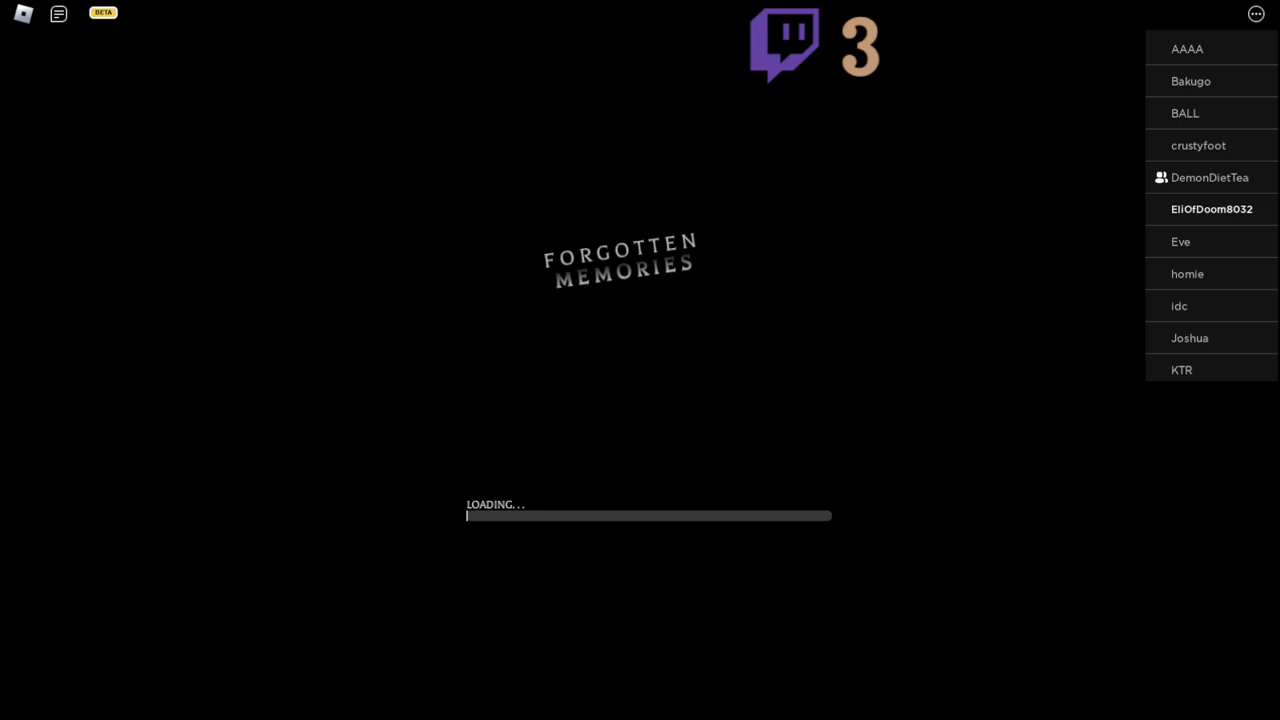 BETA
3
AAAA
Bakugo
BALL
crustyfoot
DemonDietTea
EliOfDoom8032
Eve
homie
idc
Joshua
KTR
FORGOTTEN
MEMORIES
LOADING...